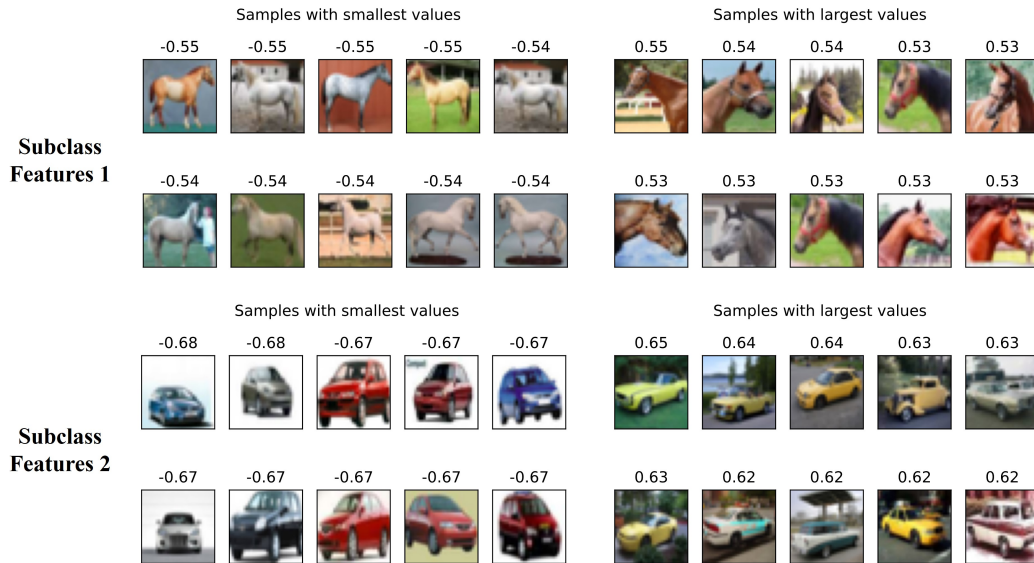 Samples with smallest values
Samples with largest values
-0.55 -0.55 -0.55 -0.55 -0.54
0.55 0.54 0.54 0.53 0.53
Subclass
Features 1
-0.54 -0.54 -0.54 -0.54 -0.54
0.53 0.53 0.53 0.53 0.53
Samples with smallest values
Samples with largest values
-0.68 -0.68 -0.67 -0.67 -0.67
0.65 0.64 0.64 0.63 0.63
Compact
Subclass
Features 2
-0.67 -0.67 -0.67 -0.67 -0.67
0.63 0.62 0.62 0.62 0.62